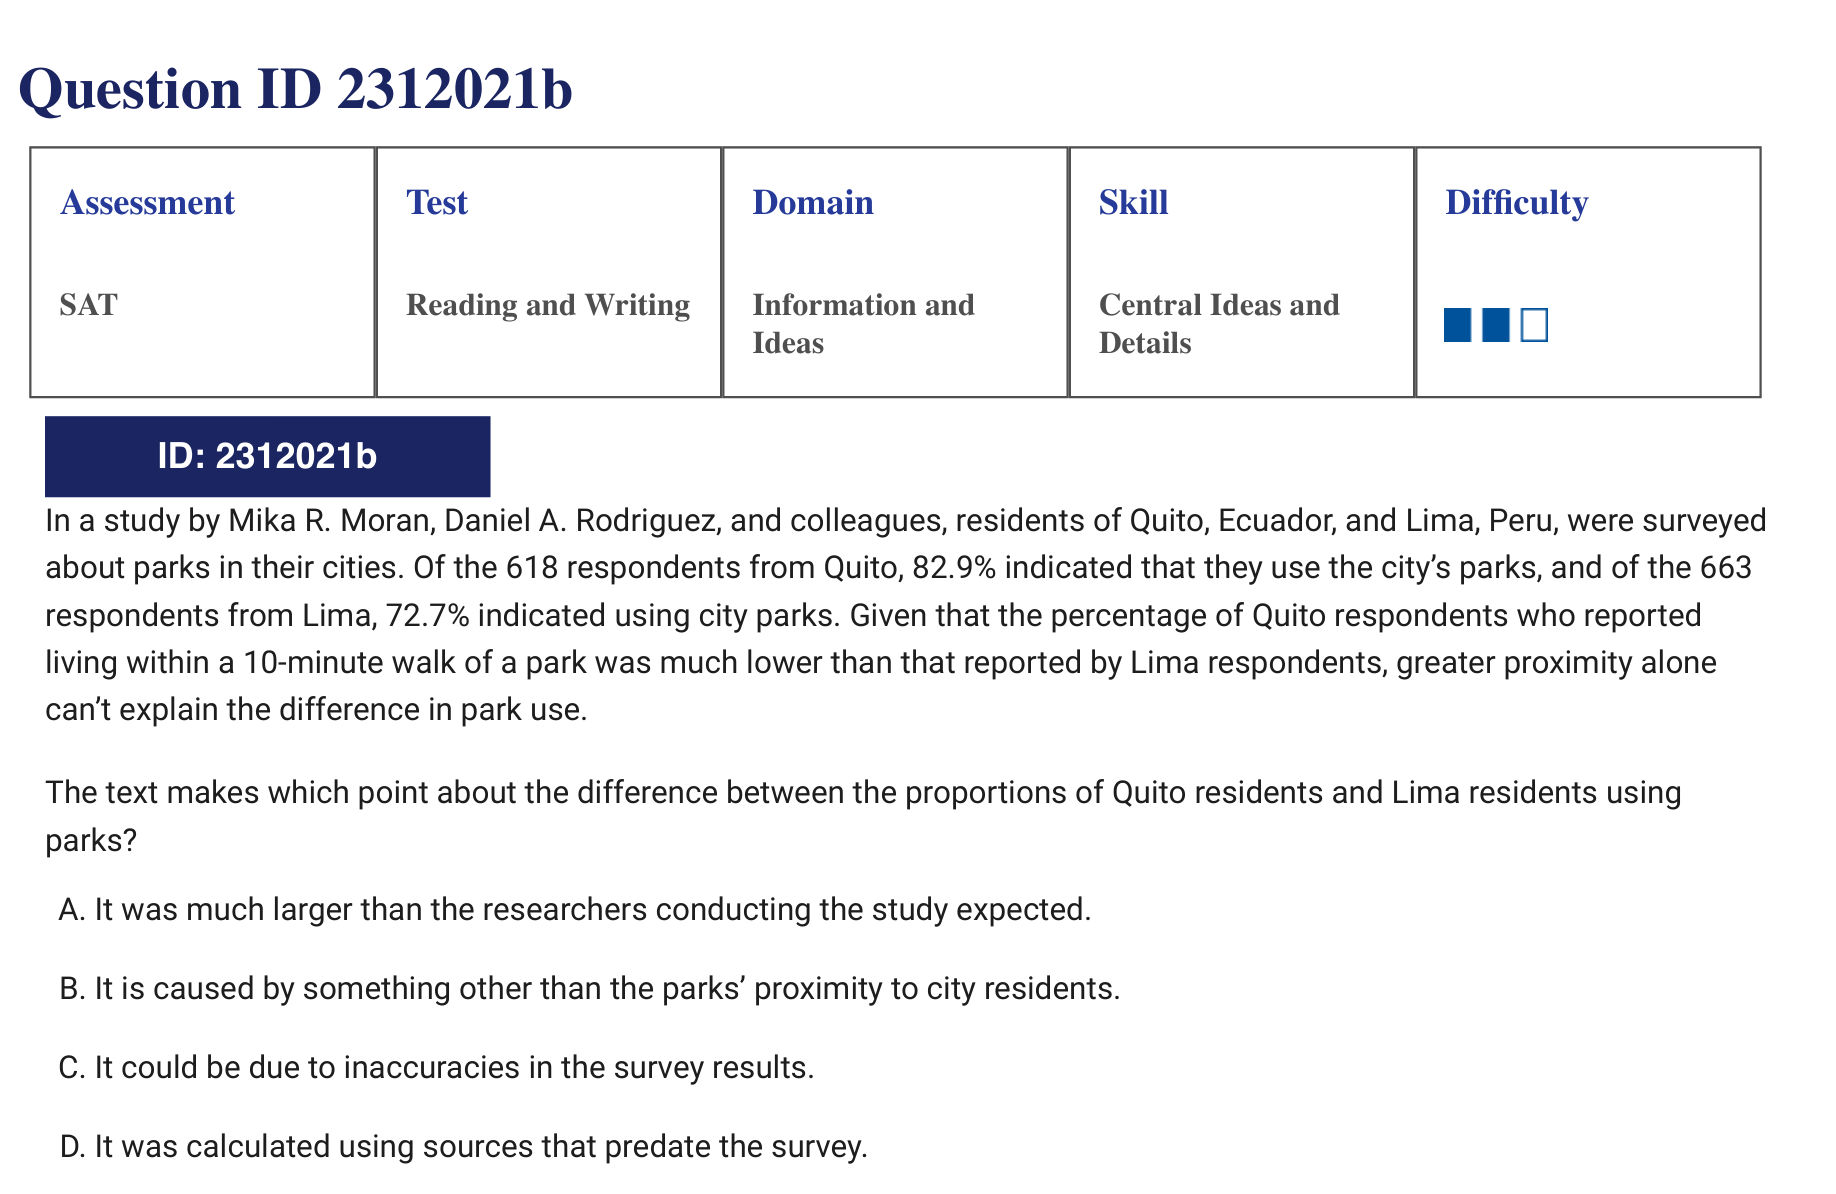 Question ID 2312021b
Assessment
Test
Domain
Skill
Difficulty
SAT
Reading and Writing
Information and
Ideas
Central Ideas and
Details
ID: 2312021b
In a study by Mika R. Moran, Daniel A. Rodriguez, and colleagues, residents of Quito, Ecuador, and Lima, Peru, were surveyed
about parks in their cities. Of the 618 respondents from Quito, 82.9% indicated that they use the city’s parks, and of the 663
respondents from Lima, 72.7% indicated using city parks. Given that the percentage of Quito respondents who reported
living within a 10-minute walk of a park was much lower than that reported by Lima respondents, greater proximity alone
can’t explain the difference in park use.
The text makes which point about the difference between the proportions of Quito residents and Lima residents using
parks?
A. It was much larger than the researchers conducting the study expected.
B. It is caused by something other than the parks’ proximity to city residents.
C. It could be due to inaccuracies in the survey results.
D. It was calculated using sources that predate the survey.